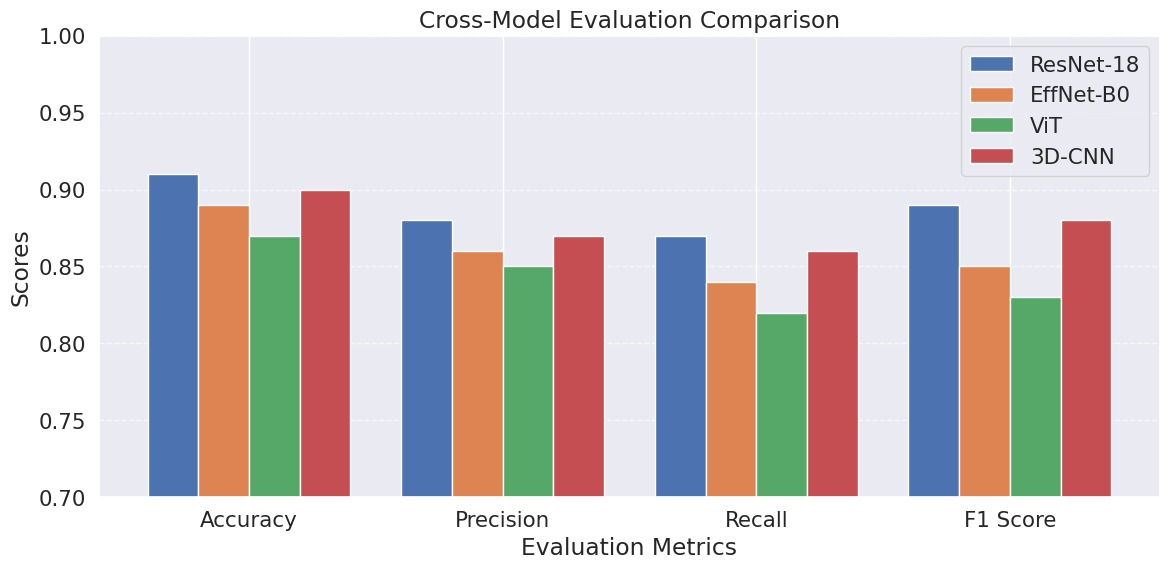 Cross-Model Evaluation Comparison
1.00
0.95
0.90
0.85
0.80
0.75
0.70
Scores
ResNet-18
EffNet-B0
ViT
3D-CNN
Accuracy
Precision
Recall
F1 Score
Evaluation Metrics